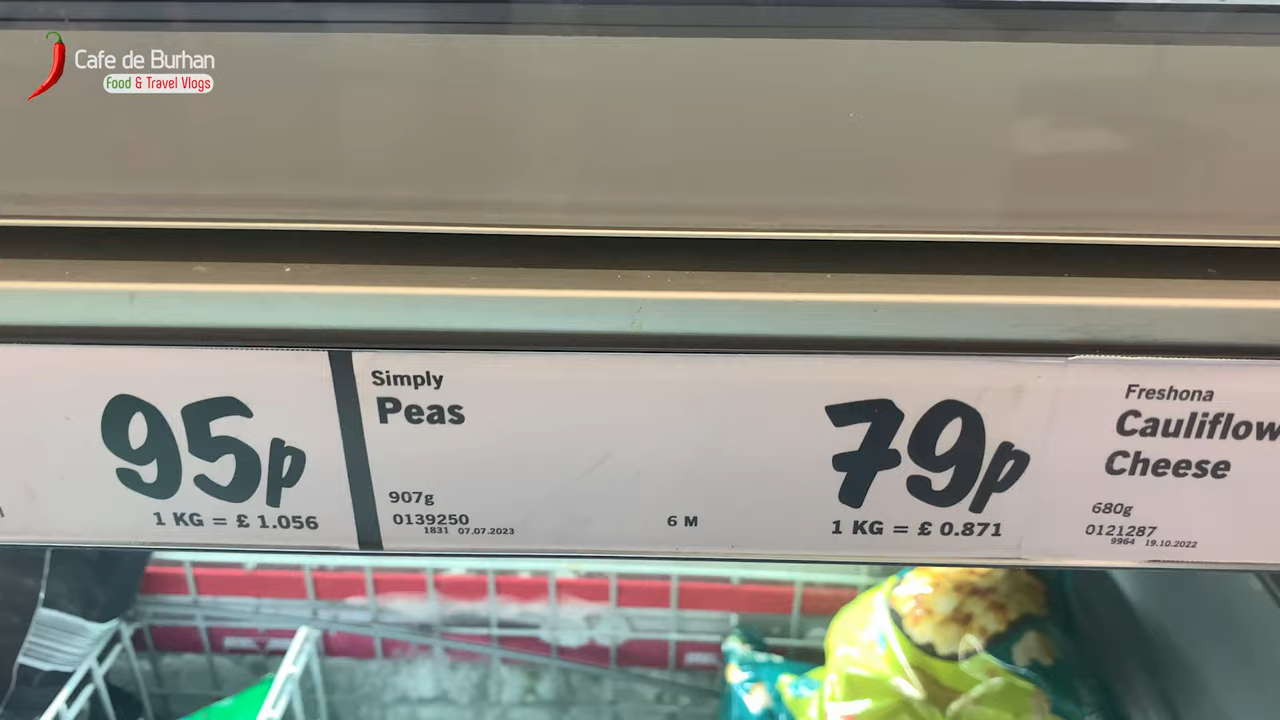 Cafe de Burhan
Food & Travel Vlogs
95p
1 KG = £ 1.056
Simply
Peas
907g
0139250
1831 07.07.2023
6 M
79p
1 KG = £ 0.871
Freshona
Cauliflow
Cheese
680g
0121287
9964 19.10.2022